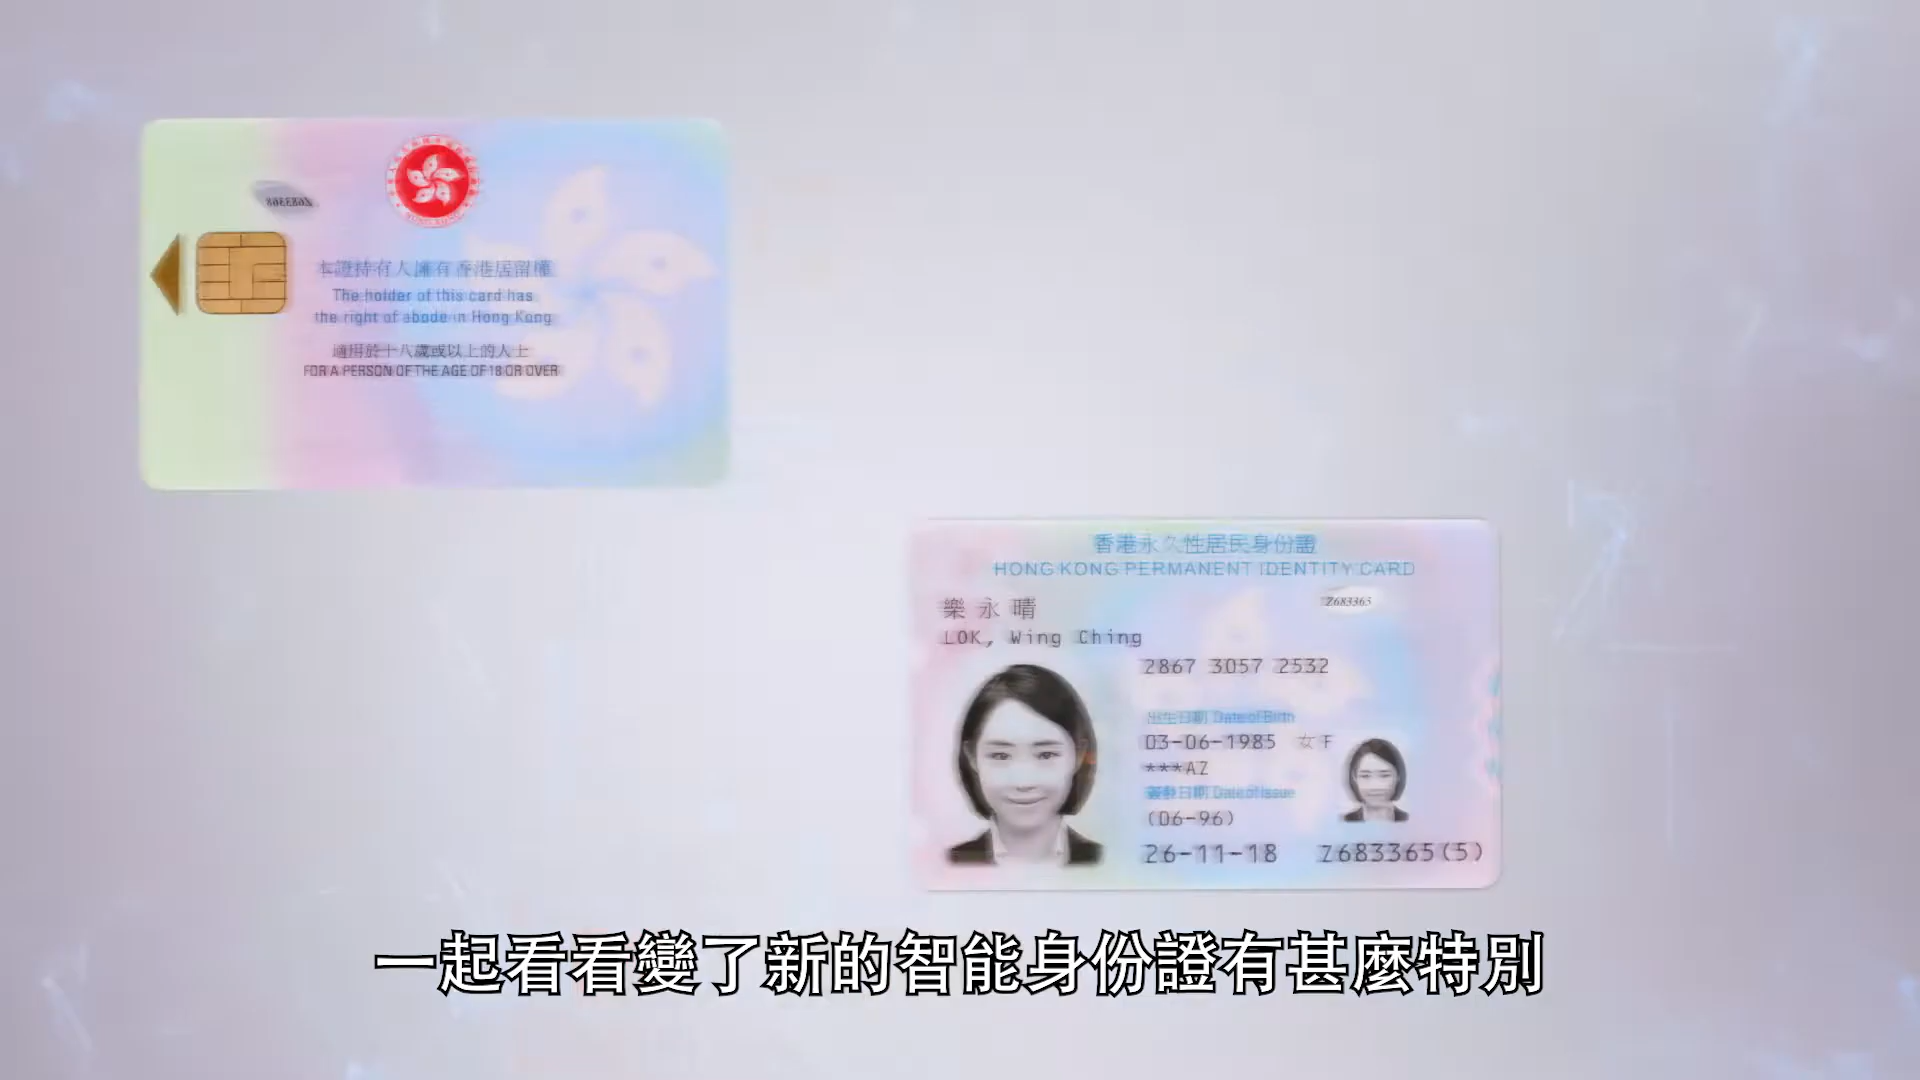 本證持有人擁有香港居留權
The holder of this card has
the right of abode in Hong Kong
適用於十八歲或以上的人士
FOR A PERSON OF THE AGE OF 18 OR OVER
香港永久性居民身份證
HONG KONG PERMANENT IDENTITY CARD
Z683365
樂永晴
LOK, Wing Ching
2867 3057 2532
出生日期 Date of Birth
03-06-1985 女 F
***AZ
簽發日期 Date of Issue
(06-96)
26-11-18 Z683365(5)
一起看看變了新的智能身份證有甚麼特別